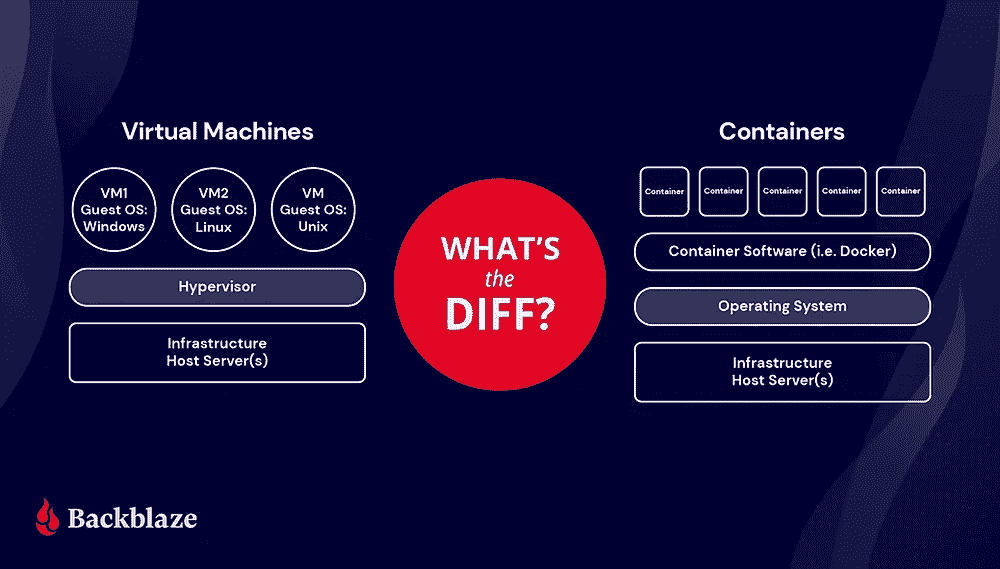 Virtual Machines
VM1
Guest OS:
Windows
VM2
Guest OS:
Linux
VM
Guest OS:
Unix
Hypervisor
Infrastructure
Host Server(s)
WHAT'S
the
DIFF?
Containers
Container
Container
Container
Container
Container
Container Software (i.e. Docker)
Operating System
Infrastructure
Host Server(s)
Backblaze